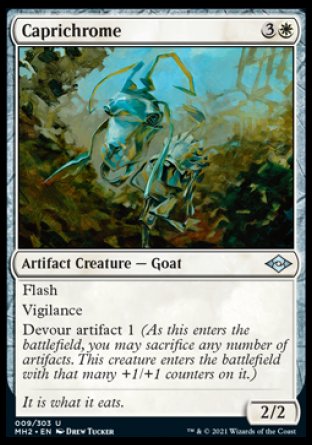 Caprichrome 3
Artifact Creature — Goat
Flash
Vigilance
Devour artifact 1 (As this enters the
battlefield, you may sacrifice any number of
artifacts. This creature enters the battlefield
with that many +1/+1 counters on it.)
It is what it eats.
2/2
009/303 U
MH2 • EN Drew Tucker
™ & © 2021 Wizards of the Coast